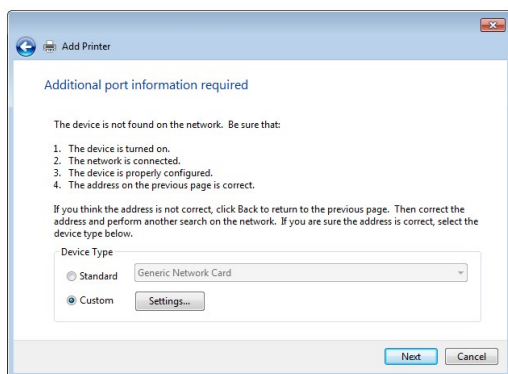 Add Printer
Additional port information required
The device is not found on the network.  Be sure that:
1.  The device is turned on.
2.  The network is connected.
3.  The device is properly configured.
4.  The address on the previous page is correct.
If you think the address is not correct, click Back to return to the previous page.  Then correct the
address and perform another search on the network.  If you are sure the address is correct, select the
device type below.
Device Type
Standard
Generic Network Card
Custom
Settings...
Next
Cancel